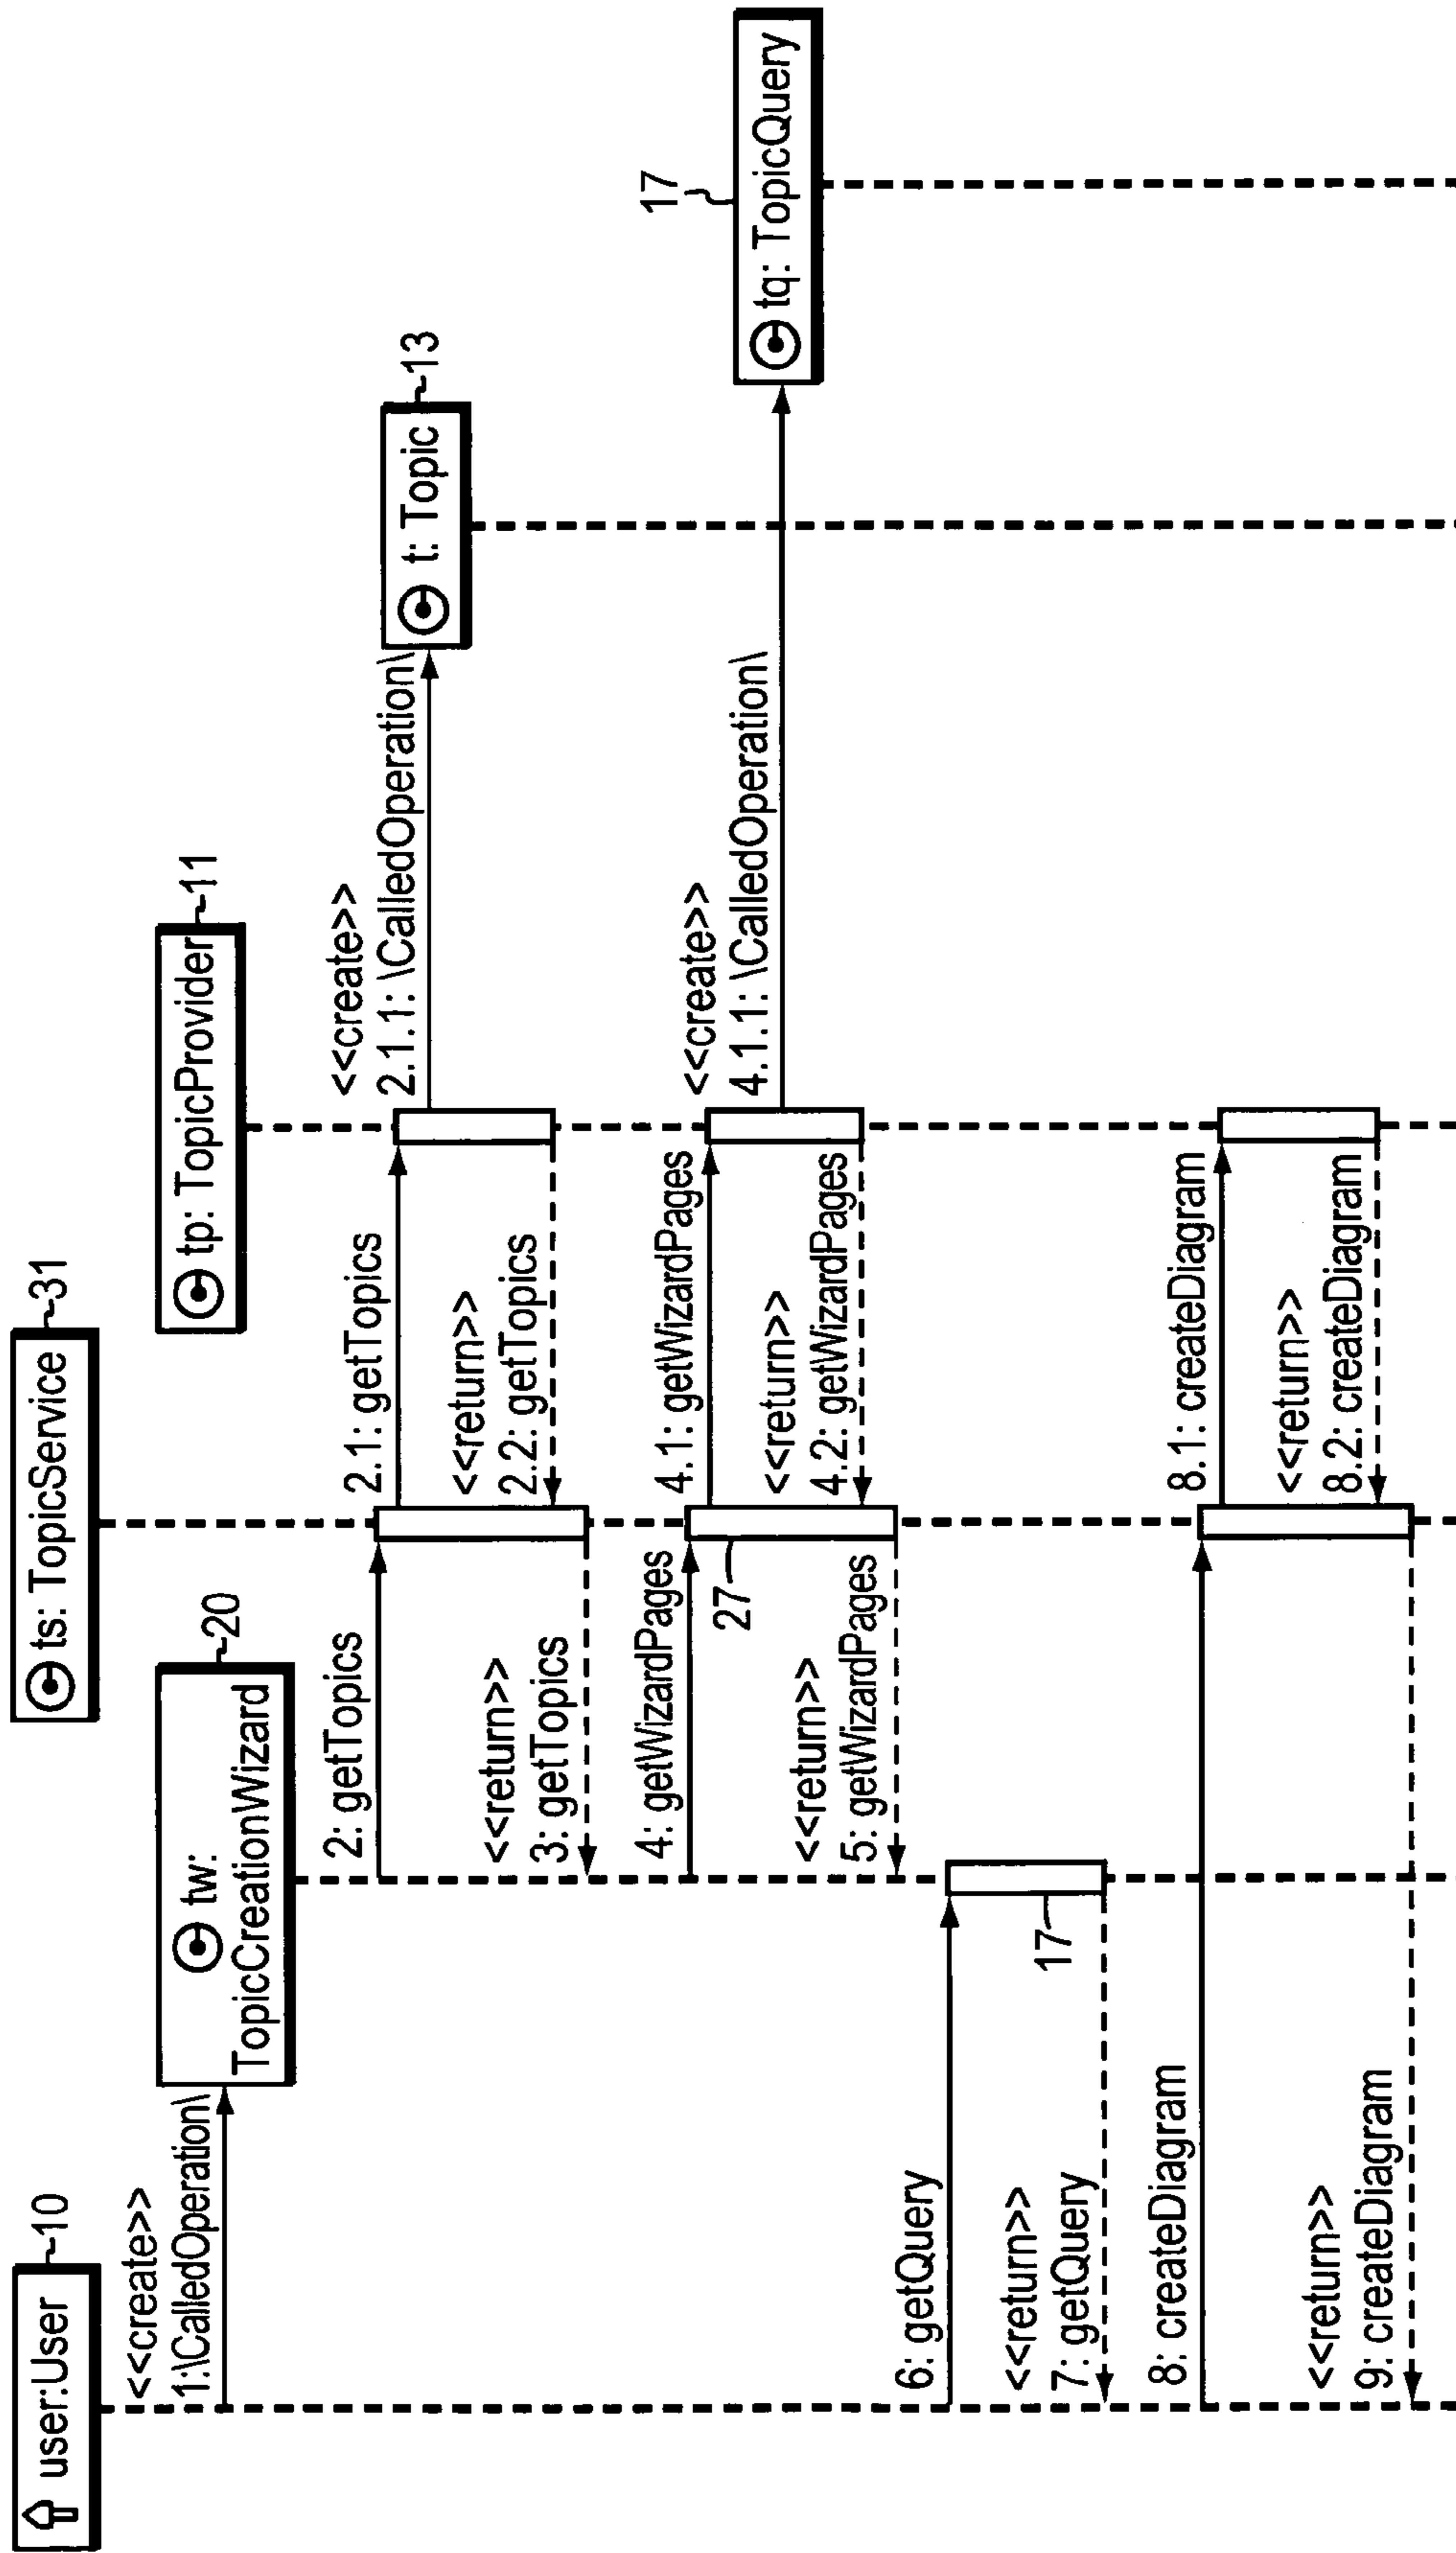 user:User
10
ts: TopicService
31
tw:
TopicCreationWizard
20
tp: TopicProvider
11
<<create>>
1:\CalledOperation\
2: getTopics
2.1: getTopics
<<create>>
2.1.1: \CalledOperation\
t: Topic
13
<<return>>
2.2: getTopics
<<return>>
3: getTopics
4: getWizardPages
27
4.1: getWizardPages
<<create>>
4.1.1: \CalledOperation\
tq: TopicQuery
17
<<return>>
4.2: getWizardPages
<<return>>
5: getWizardPages
6: getQuery
17
<<return>>
7: getQuery
8: createDiagram
8.1: createDiagram
<<return>>
8.2: createDiagram
<<return>>
9: createDiagram